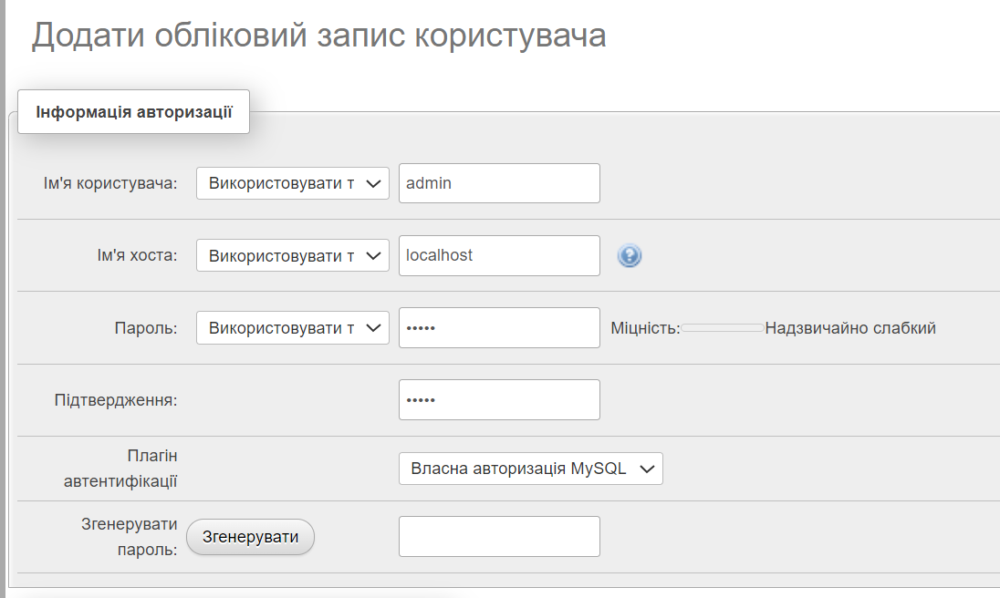 Додати обліковий запис користувача
Інформація авторизації
Ім'я користувача: Використовувати т admin
Ім'я хоста: Використовувати т localhost
Пароль: Використовувати т ••••• Міцність: Надзвичайно слабкий
Підтвердження: •••••
Плагін
автентифікації
Власна авторизація MySQL
Згенерувати
пароль:
Згенерувати